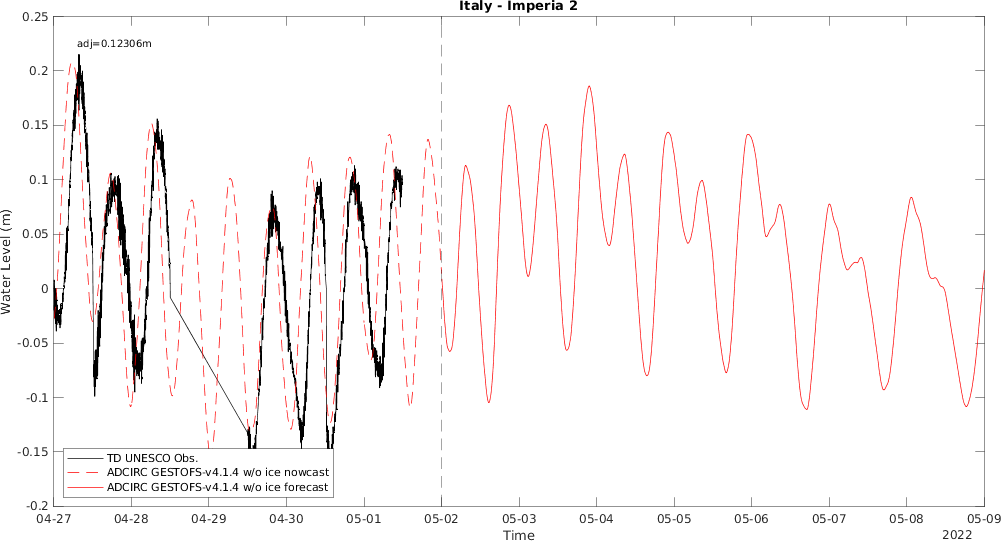 Italy - Imperia 2
adj=0.12306m
0.25
0.2
0.15
0.1
0.05
0
-0.05
-0.1
-0.15
-0.2
Water Level (m)
TD UNESCO Obs.
ADCIRC GESTOFS-v4.1.4 w/o ice nowcast
ADCIRC GESTOFS-v4.1.4 w/o ice forecast
04-27 04-28 04-29 04-30 05-01 05-02 05-03 05-04 05-05 05-06 05-07 05-08 05-09
Time
2022